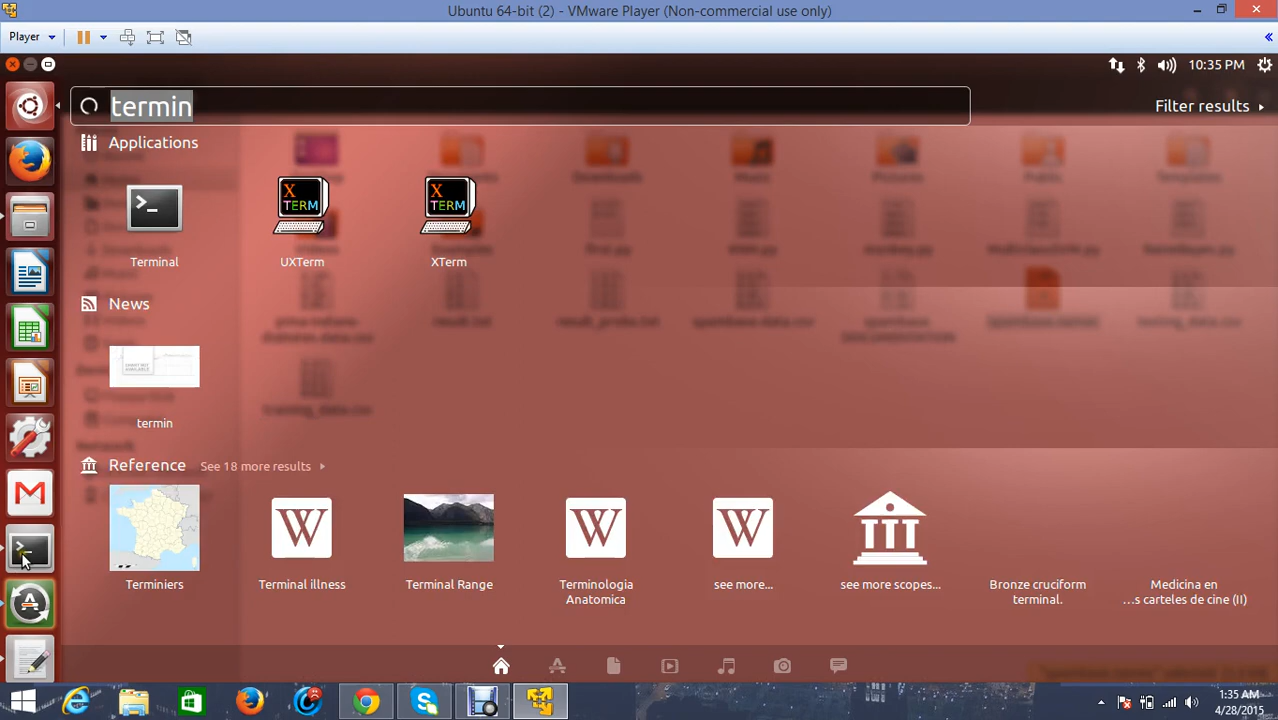 Ubuntu 64-bit (2) - VMware Player (Non-commercial use only)
Player
10:35 PM
termin
Filter results
Applications
X TERM
X TERM
Terminal
UXTerm
XTerm
News
termin
Reference
See 18 more results
W
W
W
Terminiers
Terminal illness
Terminal Range
Terminologia
Anatomica
see more...
see more scopes...
Bronze cruciform
terminal.
Medicina en
...s carteles de cine (II)
1:35 AM
4/28/2015